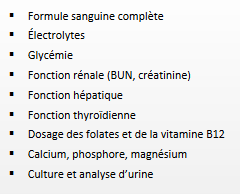 ▪ Formule sanguine complète
▪ Électrolytes
▪ Glycémie
▪ Fonction rénale (BUN, créatinine)
▪ Fonction hépatique
▪ Fonction thyroïdienne
▪ Dosage des folates et de la vitamine B12
▪ Calcium, phosphore, magnésium
▪ Culture et analyse d'urine